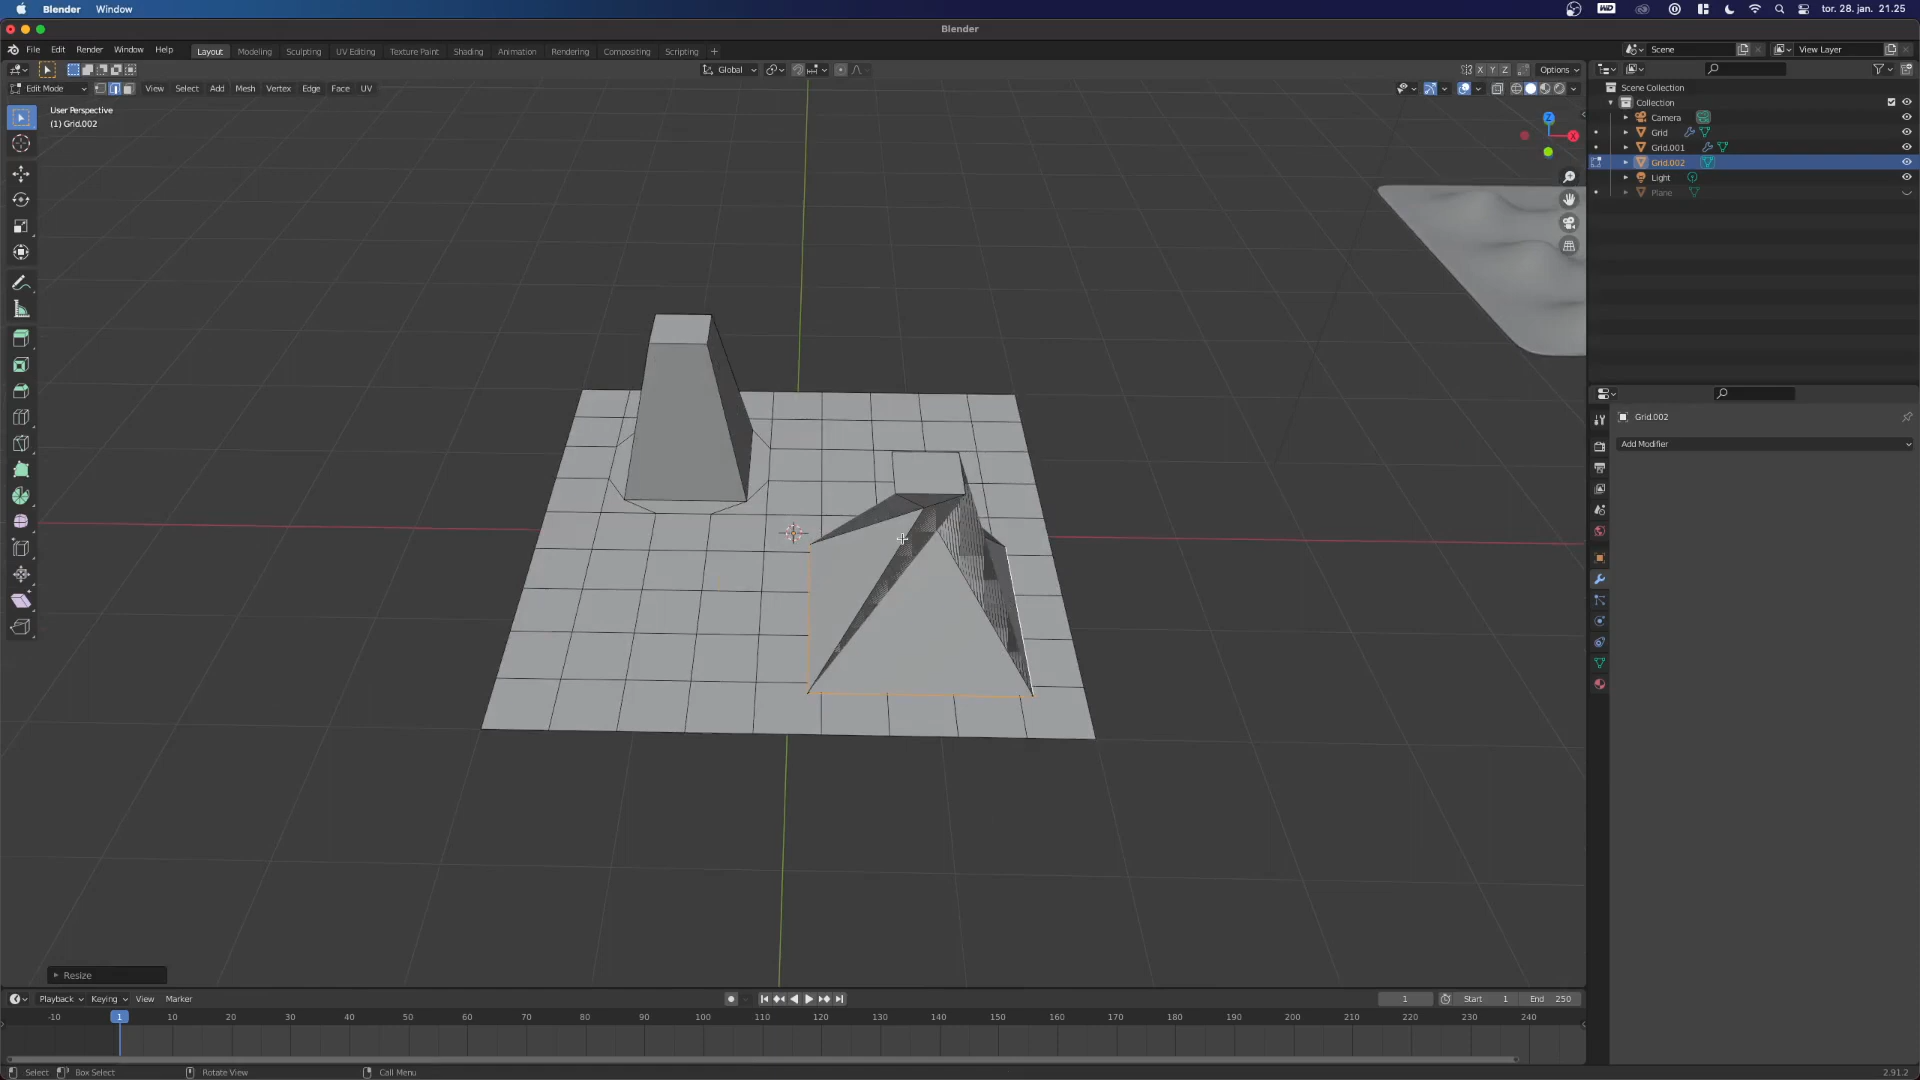 Blender Window tor. 28. jan. 21.25
Blender
File Edit Render Window Help Layout Modeling Sculpting UV Editing Texture Paint Shading Animation Rendering Compositing Scripting + Scene View Layer
Global X Y Z Options
Edit Mode View Select Add Mesh Vertex Edge Face UV
User Perspective
(1) Grid.002
Z
X
Scene Collection
Collection
Camera
Grid
Grid.001
Grid.002
Light
Plane
Grid.002
Add Modifier
Resize
Playback Keying View Marker 1 Start 1 End 250
-10 1 10 20 30 40 50 60 70 80 90 100 110 120 130 140 150 160 170 180 190 200 210 220 230 240
Select Box Select Rotate View Call Menu 2.91.2